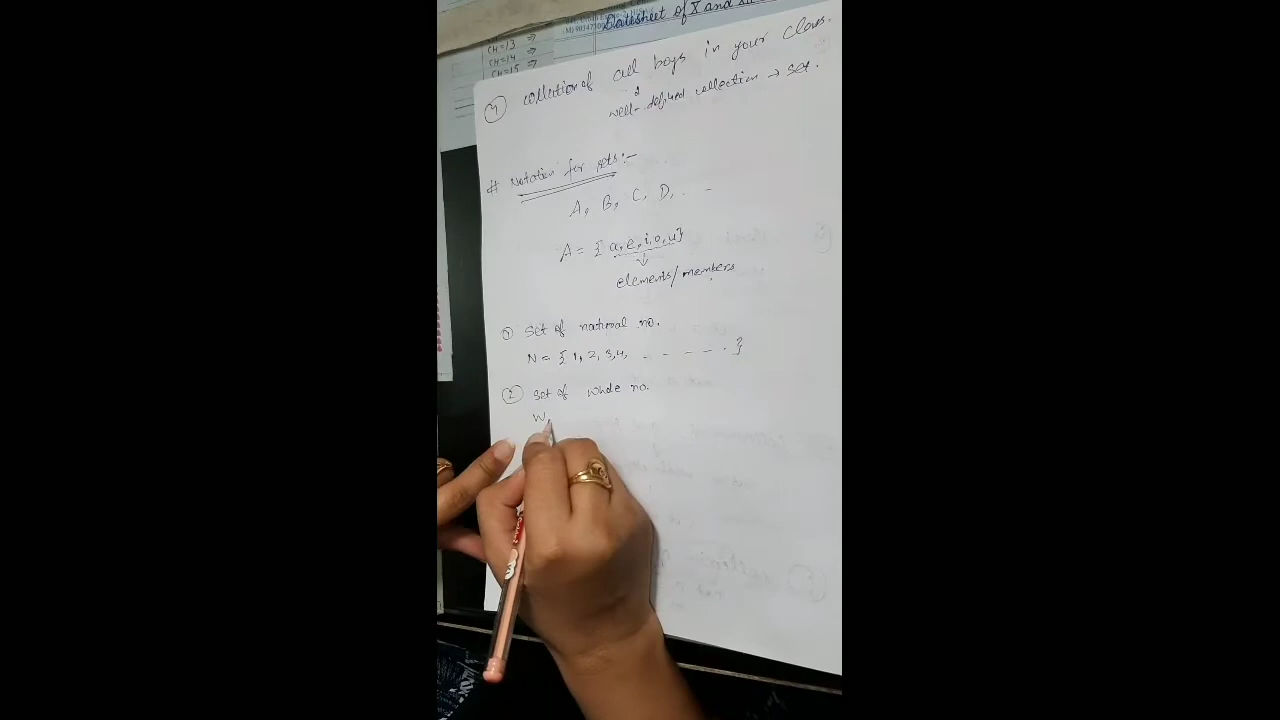 Datesheet of X and
CH=13 ⇒
CH=14 ⇒
CH=15 ⇒
collection of all boys in your class.
well-defined collection → set.
# Notation for sets:-
A, B, C, D, . . -
A = {a, e, i, o, u}
↓
elements/members
① Set of natural no.
N = { 1, 2, 3, 4, - - - - - . }
② Set of whole no.
W